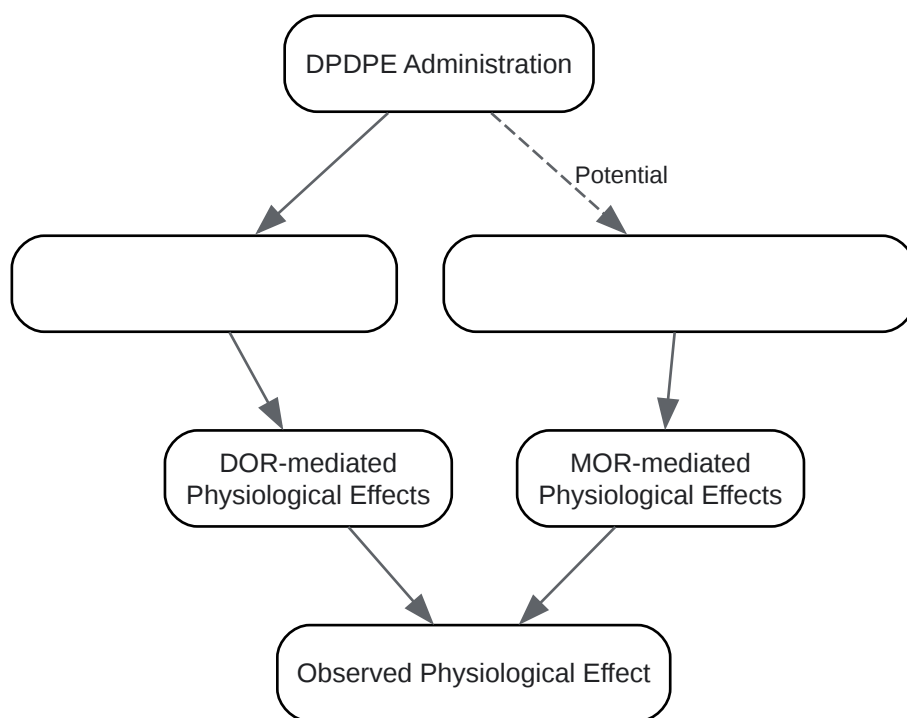 DPDPE Administration
Potential
DOR-mediated
Physiological Effects
MOR-mediated
Physiological Effects
Observed Physiological Effect